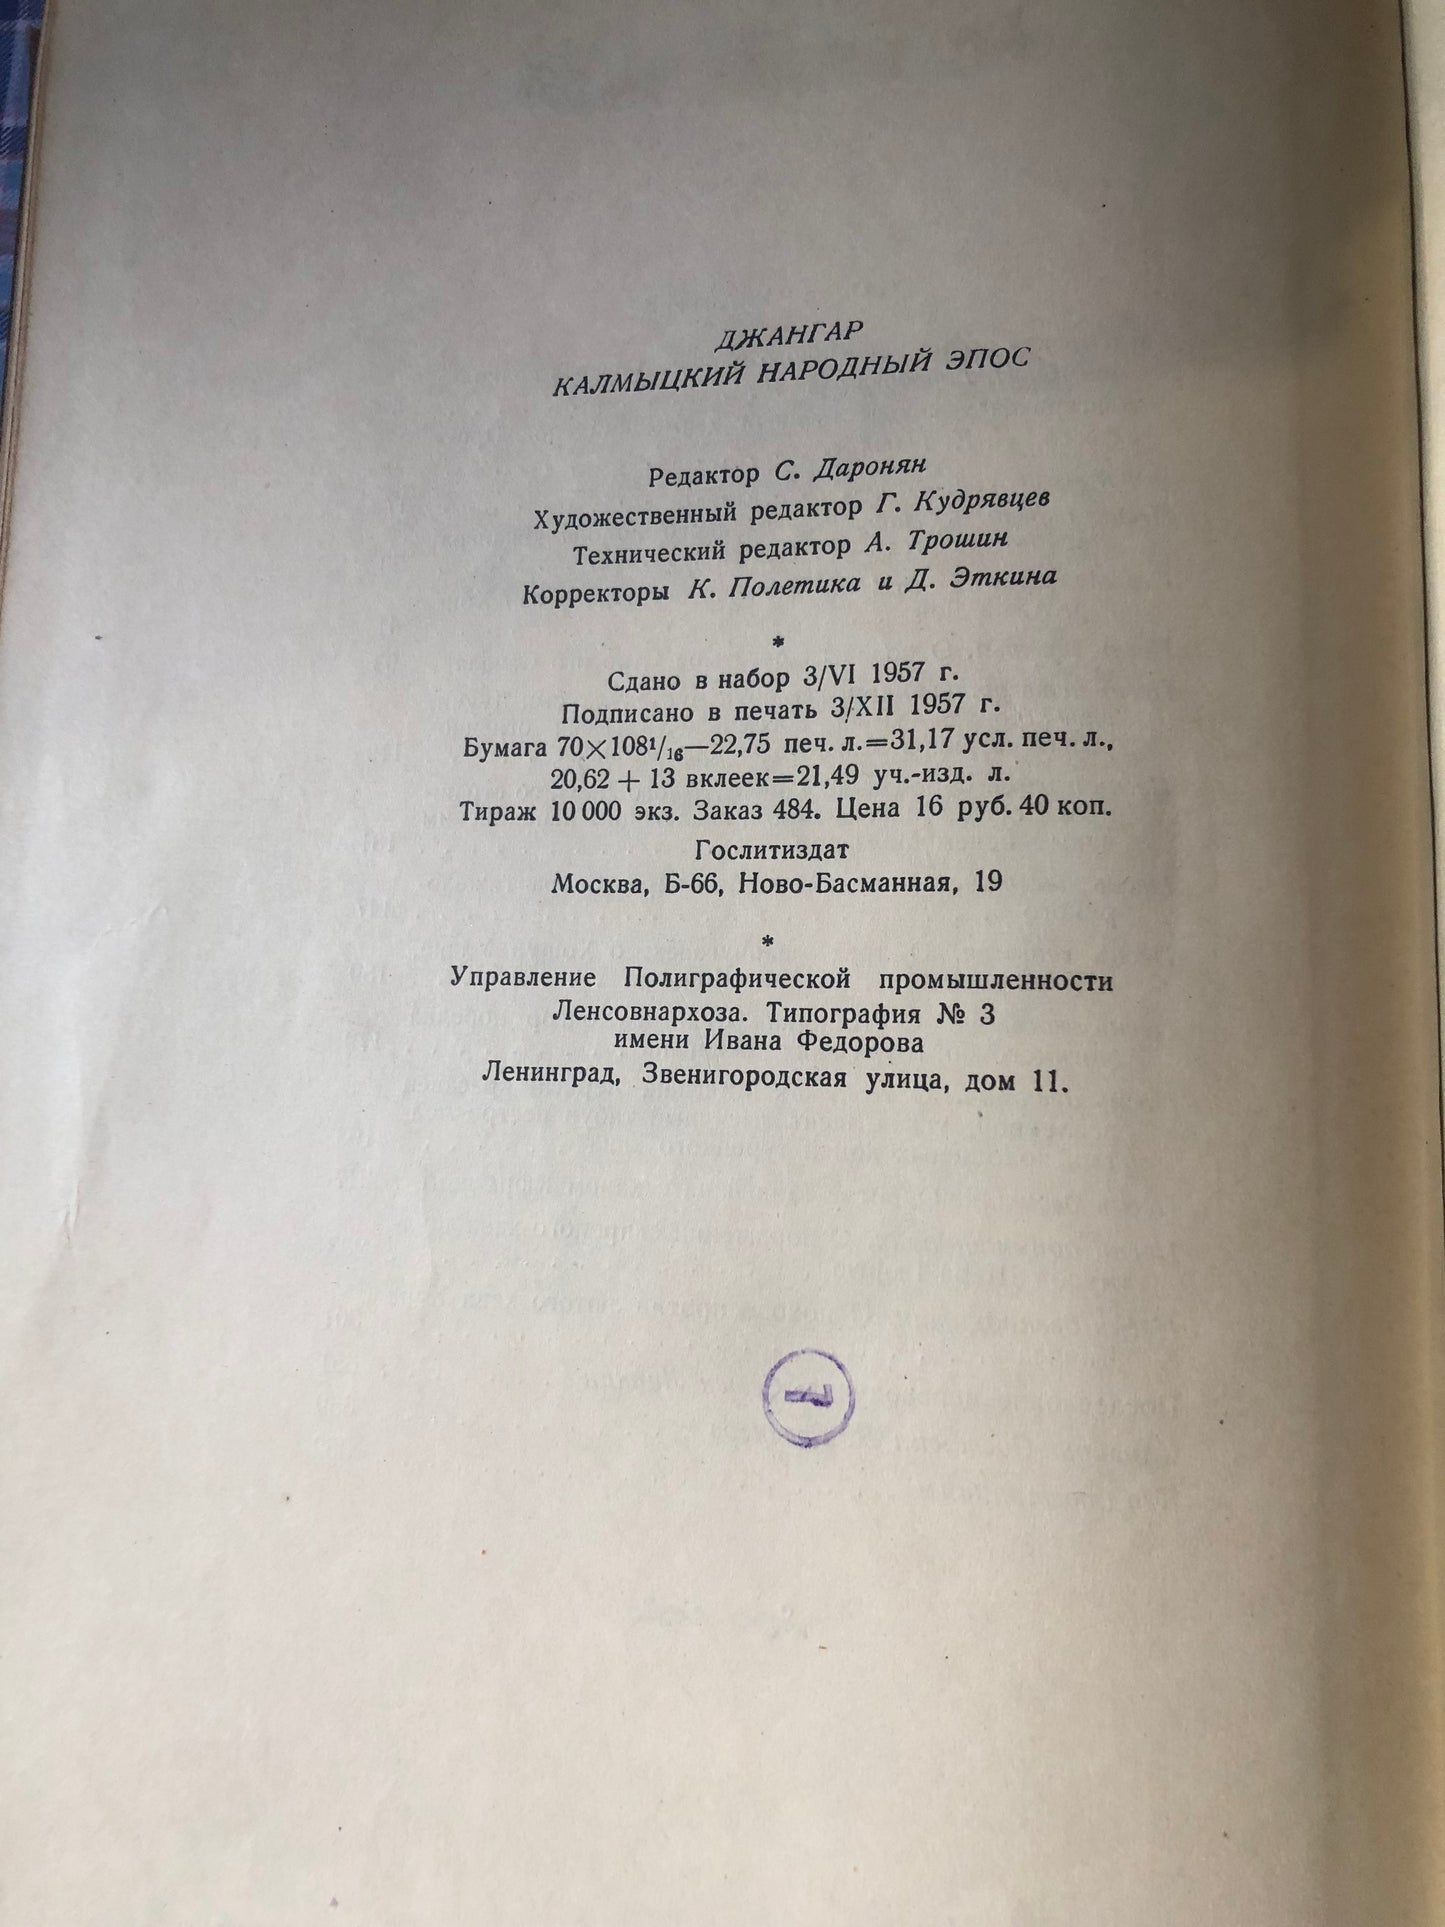 ДЖАНГАР
КАЛМЫЦКИЙ НАРОДНЫЙ ЭПОС
Редактор С. Даронян
Художественный редактор Г. Кудрявцев
Технический редактор А. Трошин
Корректоры К. Полетика и Д. Эткина
*
Сдано в набор 3/VI 1957 г.
Подписано в печать 3/XII 1957 г.
Бумага 70×108¹/₁₆—22,75 печ. л.=31,17 усл. печ. л.,
20,62 + 13 вклеек=21,49 уч.-изд. л.
Тираж 10 000 экз. Заказ 484. Цена 16 руб. 40 коп.
Гослитиздат
Москва, Б-66, Ново-Басманная, 19
*
Управление Полиграфической промышленности
Ленсовнархоза. Типография № 3
имени Ивана Федорова
Ленинград, Звенигородская улица, дом 11.